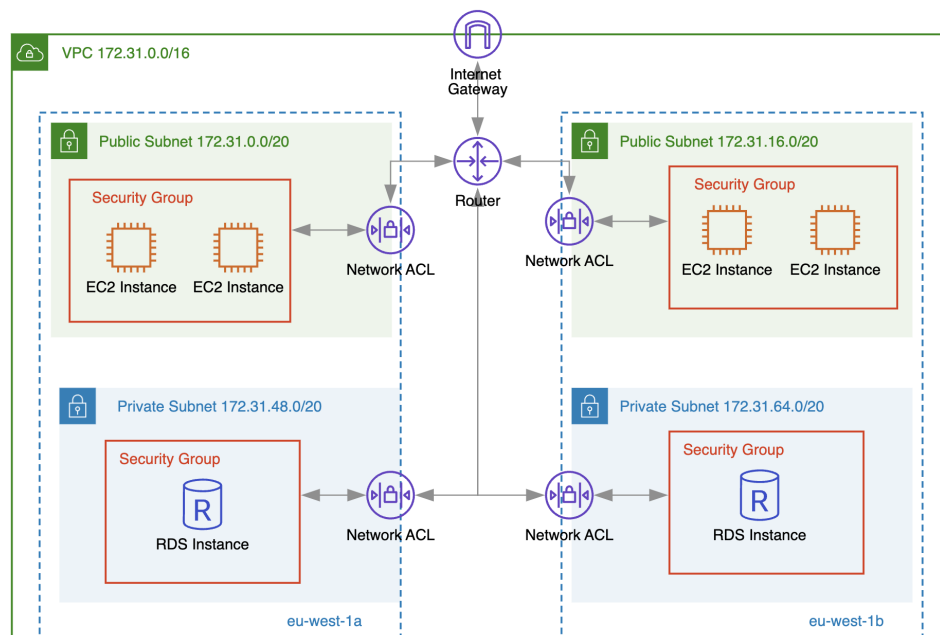 VPC 172.31.0.0/16
Internet
Gateway
Public Subnet 172.31.0.0/20
Public Subnet 172.31.16.0/20
Router
Security Group
EC2 Instance
EC2 Instance
Network ACL
Network ACL
Security Group
EC2 Instance
EC2 Instance
Private Subnet 172.31.48.0/20
Private Subnet 172.31.64.0/20
Security Group
R
RDS Instance
Network ACL
Network ACL
Security Group
R
RDS Instance
eu-west-1a
eu-west-1b